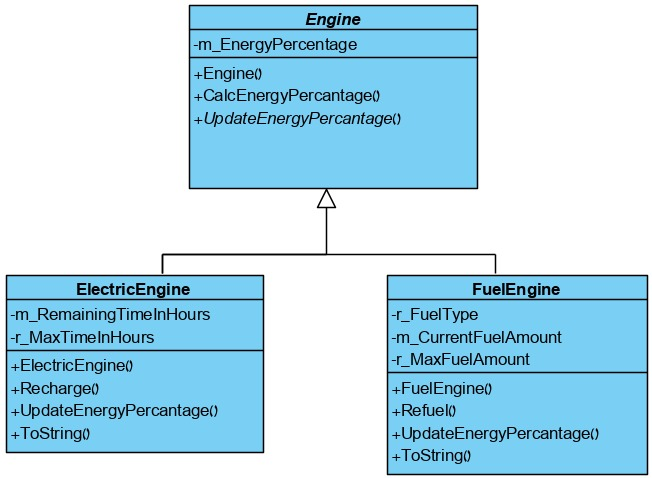 Engine
-m_EnergyPercentage
+Engine()
+CalcEnergyPercantage()
+UpdateEnergyPercantage()
ElectricEngine
-m_RemainingTimeInHours
-r_MaxTimeInHours
+ElectricEngine()
+Recharge()
+UpdateEnergyPercantage()
+ToString()
FuelEngine
-r_FuelType
-m_CurrentFuelAmount
-r_MaxFuelAmount
+FuelEngine()
+Refuel()
+UpdateEnergyPercantage()
+ToString()